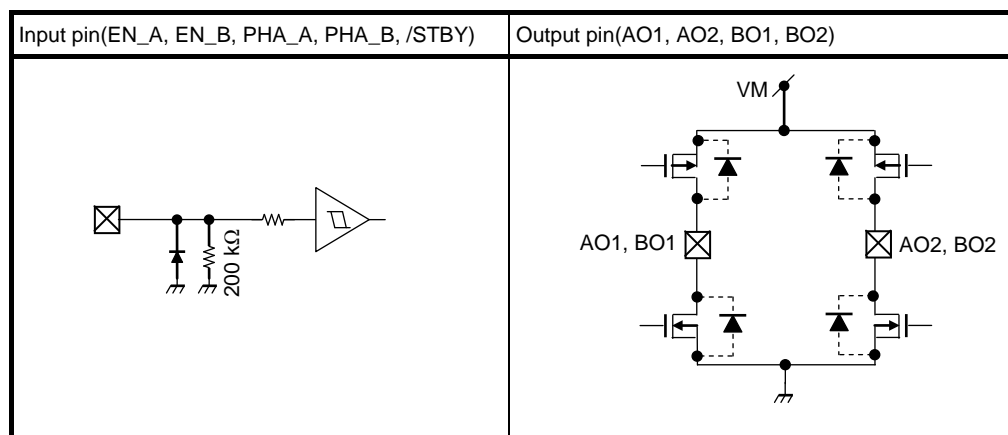 Input pin(EN_A, EN_B, PHA_A, PHA_B, /STBY)
Output pin(AO1, AO2, BO1, BO2)
VM
200 kΩ
AO1, BO1
AO2, BO2